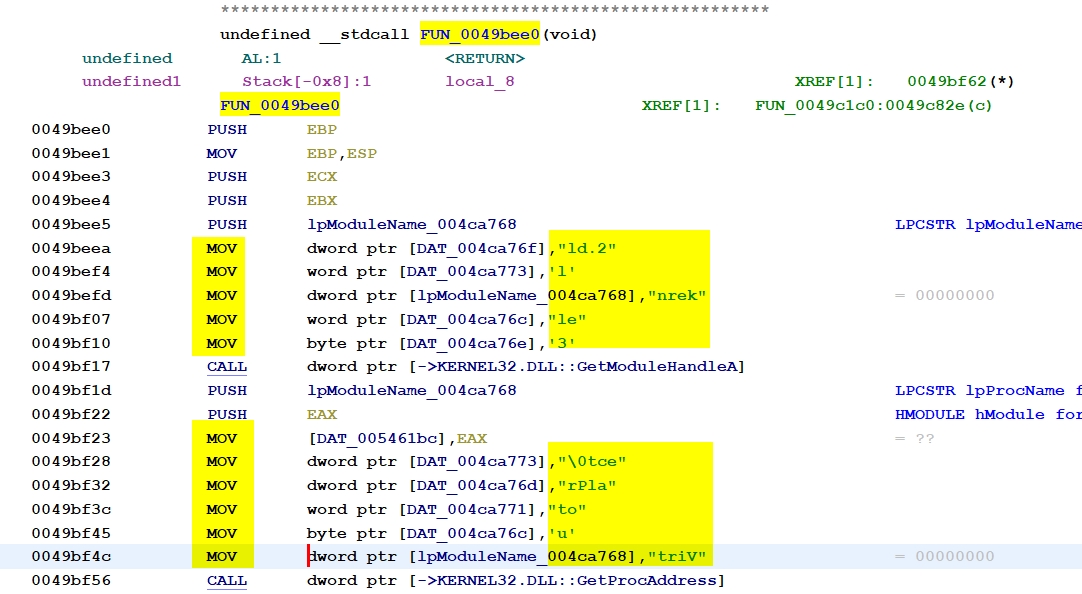 *******************************************************
undefined __stdcall FUN_0049bee0(void)
undefined AL:1 <RETURN>
undefined1 Stack[-0x8]:1 local_8 XREF[1]: 0049bf62(*)
FUN_0049bee0 XREF[1]: FUN_0049c1c0:0049c82e(c)
0049bee0 PUSH EBP
0049bee1 MOV EBP,ESP
0049bee3 PUSH ECX
0049bee4 PUSH EBX
0049bee5 PUSH lpModuleName_004ca768 LPCSTR lpModuleName
0049beea MOV dword ptr [DAT_004ca76f],"ld.2"
0049bef4 MOV word ptr [DAT_004ca773],'l'
0049befd MOV dword ptr [lpModuleName_004ca768],"nrek" = 00000000
0049bf07 MOV word ptr [DAT_004ca76c],"le"
0049bf10 MOV byte ptr [DAT_004ca76e],'3'
0049bf17 CALL dword ptr [->KERNEL32.DLL::GetModuleHandleA]
0049bf1d PUSH lpModuleName_004ca768 LPCSTR lpProcName f
0049bf22 PUSH EAX HMODULE hModule for
0049bf23 MOV [DAT_005461bc],EAX = ??
0049bf28 MOV dword ptr [DAT_004ca773],"\0tce"
0049bf32 MOV dword ptr [DAT_004ca76d],"rPla"
0049bf3c MOV word ptr [DAT_004ca771],"to"
0049bf45 MOV byte ptr [DAT_004ca76c],'u'
0049bf4c MOV dword ptr [lpModuleName_004ca768],"triV" = 00000000
0049bf56 CALL dword ptr [->KERNEL32.DLL::GetProcAddress]